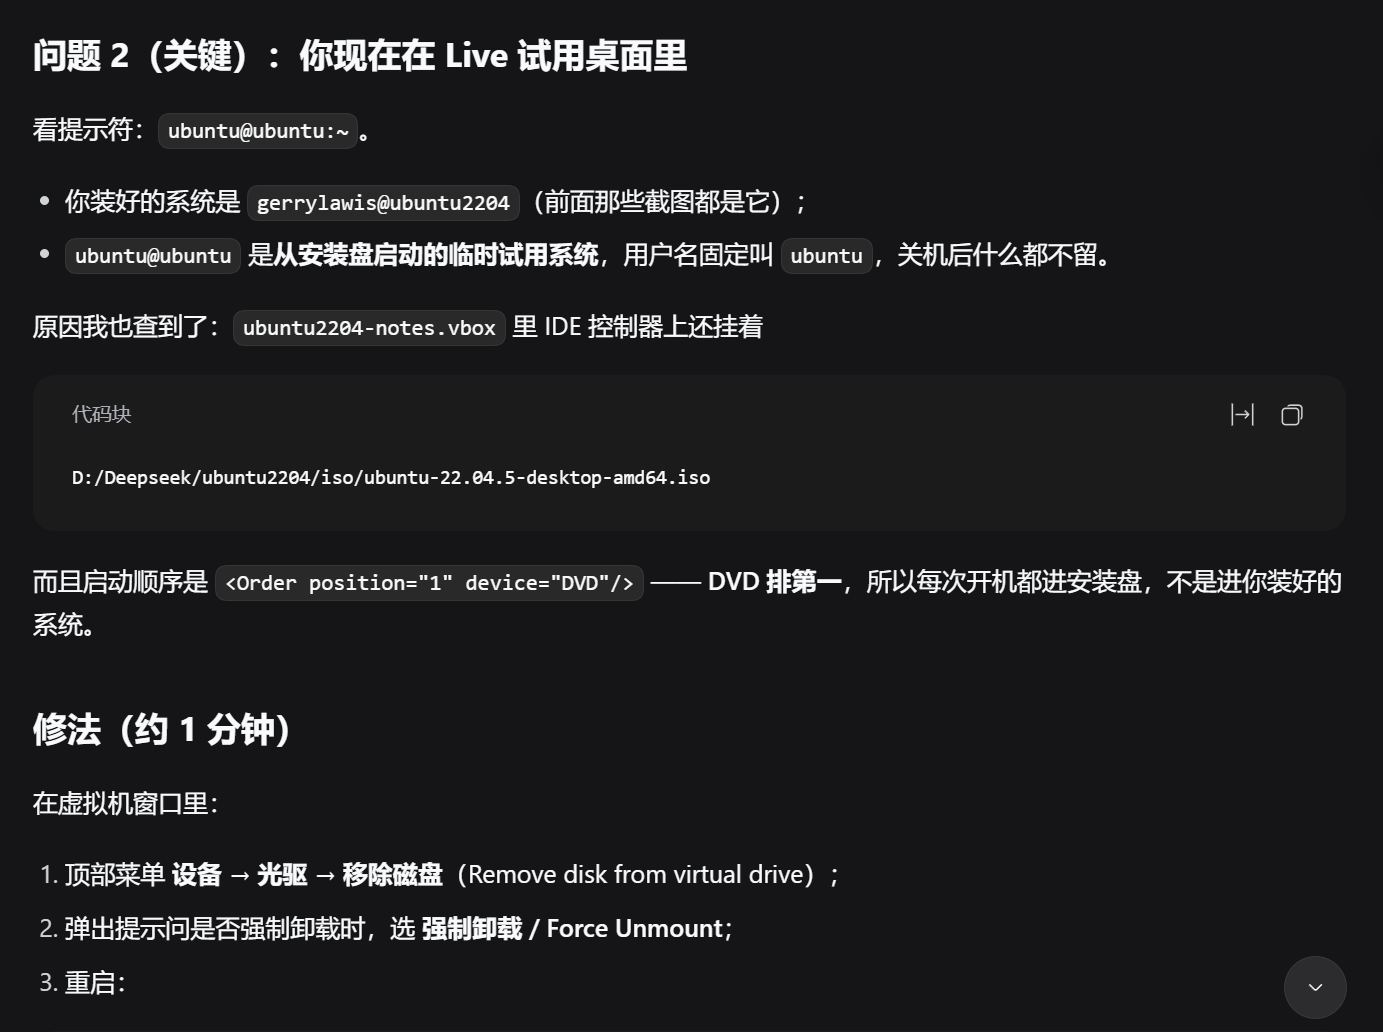 问题 2（关键）：你现在在 Live 试用桌面里
看提示符：ubuntu@ubuntu:~。
• 你装好的系统是 gerrylawis@ubuntu2204（前面那些截图都是它）；
• ubuntu@ubuntu 是从安装盘启动的临时试用系统，用户名固定叫 ubuntu，关机后什么都不留。
原因我也查到了：ubuntu2204-notes.vbox 里 IDE 控制器上还挂着
代码块
D:/Deepseek/ubuntu2204/iso/ubuntu-22.04.5-desktop-amd64.iso
而且启动顺序是 <Order position="1" device="DVD"/> —— DVD 排第一，所以每次开机都进安装盘，不是进你装好的
系统。
修法（约 1 分钟）
在虚拟机窗口里：
1. 顶部菜单 设备 → 光驱 → 移除磁盘（Remove disk from virtual drive）；
2. 弹出提示问是否强制卸载时，选 强制卸载 / Force Unmount；
3. 重启：